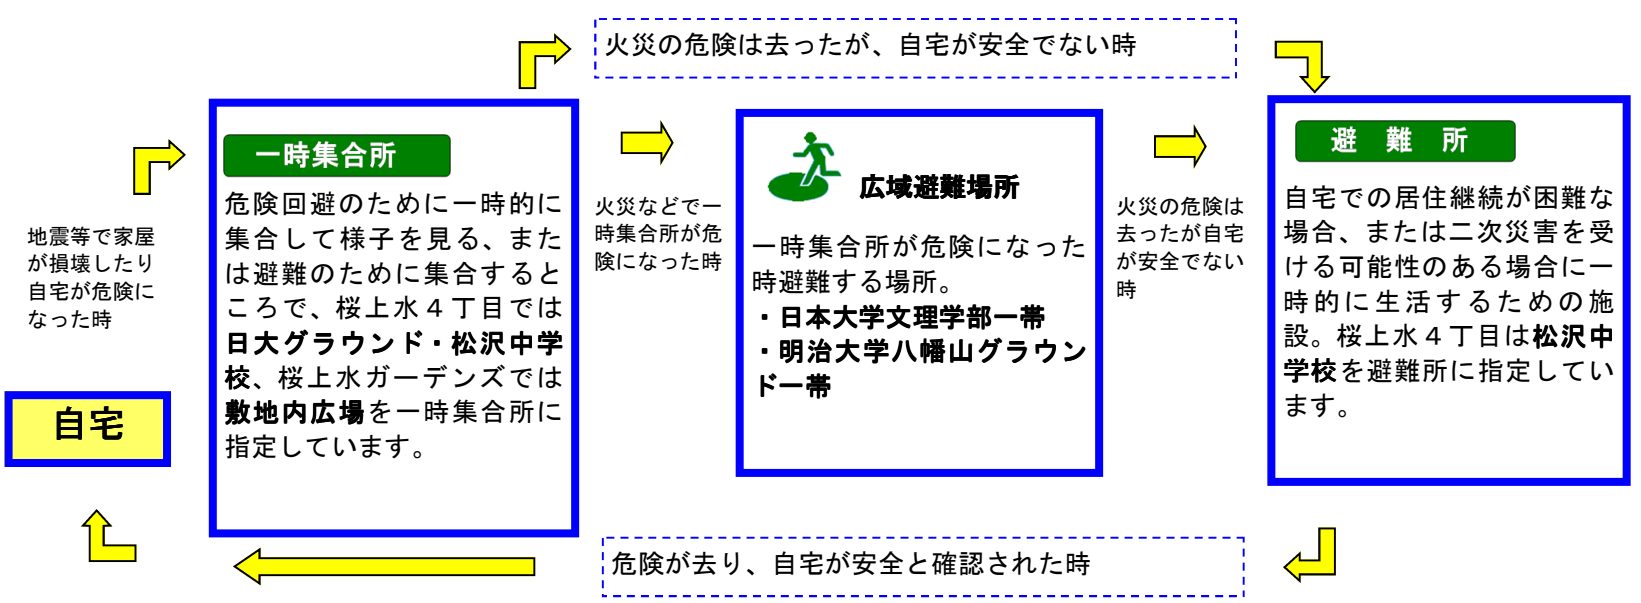 火災の危険は去ったが、自宅が安全でない時
地震等で家屋
が損壊したり
自宅が危険に
なった時
自宅
一時集合所
危険回避のために一時的に
集合して様子を見る、また
は避難のために集合すると
ころで、桜上水４丁目では
日大グラウンド・松沢中学
校、桜上水ガーデンズでは
敷地内広場を一時集合所に
指定しています。
火災などで一
時集合所が危
険になった時
広域避難場所
一時集合所が危険になった
時避難する場所。
・日本大学文理学部一帯
・明治大学八幡山グラウン
ド一帯
火災の危険は
去ったが自宅
が安全でない
時
避 難 所
自宅での居住継続が困難な
場合、または二次災害を受
ける可能性のある場合に一
時的に生活するための施
設。桜上水４丁目は松沢中
学校を避難所に指定してい
ます。
危険が去り、自宅が安全と確認された時